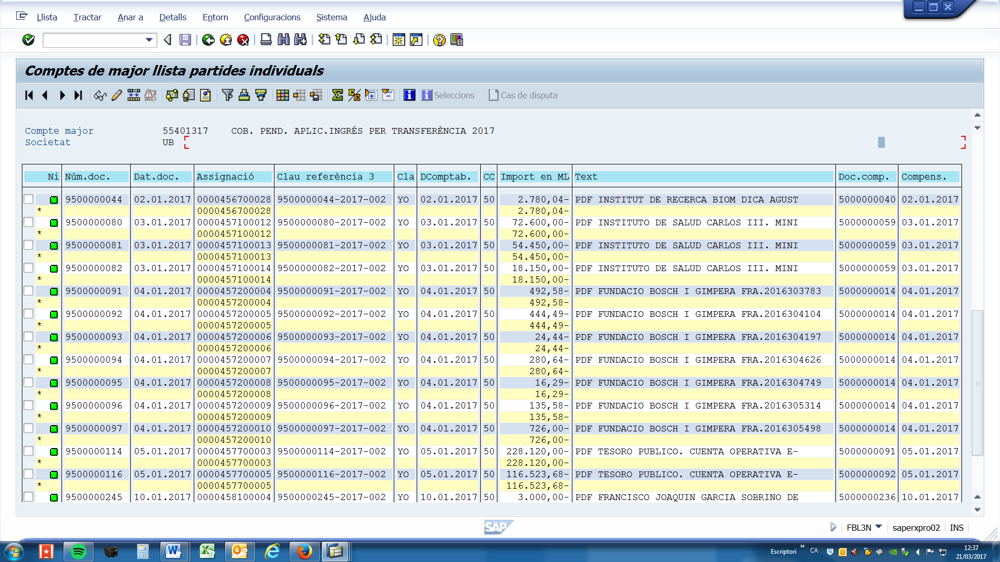 Llista Tractar Anar a Detalls Entorn Configuracions Sistema Ajuda
Comptes de major llista partides individuals
Seleccions Cas de disputa
Compte major 55401317 COB. PEND. APLIC.INGRÉS PER TRANSFERÈNCIA 2017
Societat UB
Ni Núm.doc. Dat.doc. Assignació Clau referència 3 Cla DComptab. CC Import en ML Text Doc.comp. Compens.
9500000044 02.01.2017 0000456700028 9500000044-2017-002 YO 02.01.2017 50 2.780,04- PDF INSTITUT DE RECERCA BIOM DICA AGUST 5000000040 02.01.2017
* 0000456700028 2.780,04-
9500000080 03.01.2017 0000457100012 9500000080-2017-002 YO 03.01.2017 50 72.600,00- PDF INSTITUTO DE SALUD CARLOS III. MINI 5000000059 03.01.2017
* 0000457100012 72.600,00-
9500000081 03.01.2017 0000457100013 9500000081-2017-002 YO 03.01.2017 50 54.450,00- PDF INSTITUTO DE SALUD CARLOS III. MINI 5000000059 03.01.2017
* 0000457100013 54.450,00-
9500000082 03.01.2017 0000457100014 9500000082-2017-002 YO 03.01.2017 50 18.150,00- PDF INSTITUTO DE SALUD CARLOS III. MINI 5000000059 03.01.2017
* 0000457100014 18.150,00-
9500000091 04.01.2017 0000457200004 9500000091-2017-002 YO 04.01.2017 50 492,58- PDF FUNDACIO BOSCH I GIMPERA FRA.2016303783 5000000014 04.01.2017
* 0000457200004 492,58-
9500000092 04.01.2017 0000457200005 9500000092-2017-002 YO 04.01.2017 50 444,49- PDF FUNDACIO BOSCH I GIMPERA FRA.2016304104 5000000014 04.01.2017
* 0000457200005 444,49-
9500000093 04.01.2017 0000457200006 9500000093-2017-002 YO 04.01.2017 50 24,44- PDF FUNDACIO BOSCH I GIMPERA FRA.2016304197 5000000014 04.01.2017
* 0000457200006 24,44-
9500000094 04.01.2017 0000457200007 9500000094-2017-002 YO 04.01.2017 50 280,64- PDF FUNDACIO BOSCH I GIMPERA FRA.2016304626 5000000014 04.01.2017
* 0000457200007 280,64-
9500000095 04.01.2017 0000457200008 9500000095-2017-002 YO 04.01.2017 50 16,29- PDF FUNDACIO BOSCH I GIMPERA FRA.2016304749 5000000014 04.01.2017
* 0000457200008 16,29-
9500000096 04.01.2017 0000457200009 9500000096-2017-002 YO 04.01.2017 50 135,58- PDF FUNDACIO BOSCH I GIMPERA FRA.2016305314 5000000014 04.01.2017
* 0000457200009 135,58-
9500000097 04.01.2017 0000457200010 9500000097-2017-002 YO 04.01.2017 50 726,00- PDF FUNDACIO BOSCH I GIMPERA FRA.2016305498 5000000014 04.01.2017
* 0000457200010 726,00-
9500000114 05.01.2017 0000457700003 9500000114-2017-002 YO 05.01.2017 50 228.120,00- PDF TESORO PUBLICO. CUENTA OPERATIVA E- 5000000091 05.01.2017
* 0000457700003 228.120,00-
9500000116 05.01.2017 0000457700005 9500000116-2017-002 YO 05.01.2017 50 116.523,68- PDF TESORO PUBLICO. CUENTA OPERATIVA E- 5000000092 05.01.2017
* 0000457700005 116.523,68-
9500000245 10.01.2017 0000458100004 9500000245-2017-002 YO 10.01.2017 50 3.000,00- PDF FRANCISCO JOAQUIN GARCIA SOBRINO DE 5000000236 10.01.2017
SAP FBL3N saperxpro02 INS
Escriptori » CA 12:37
21/03/2017